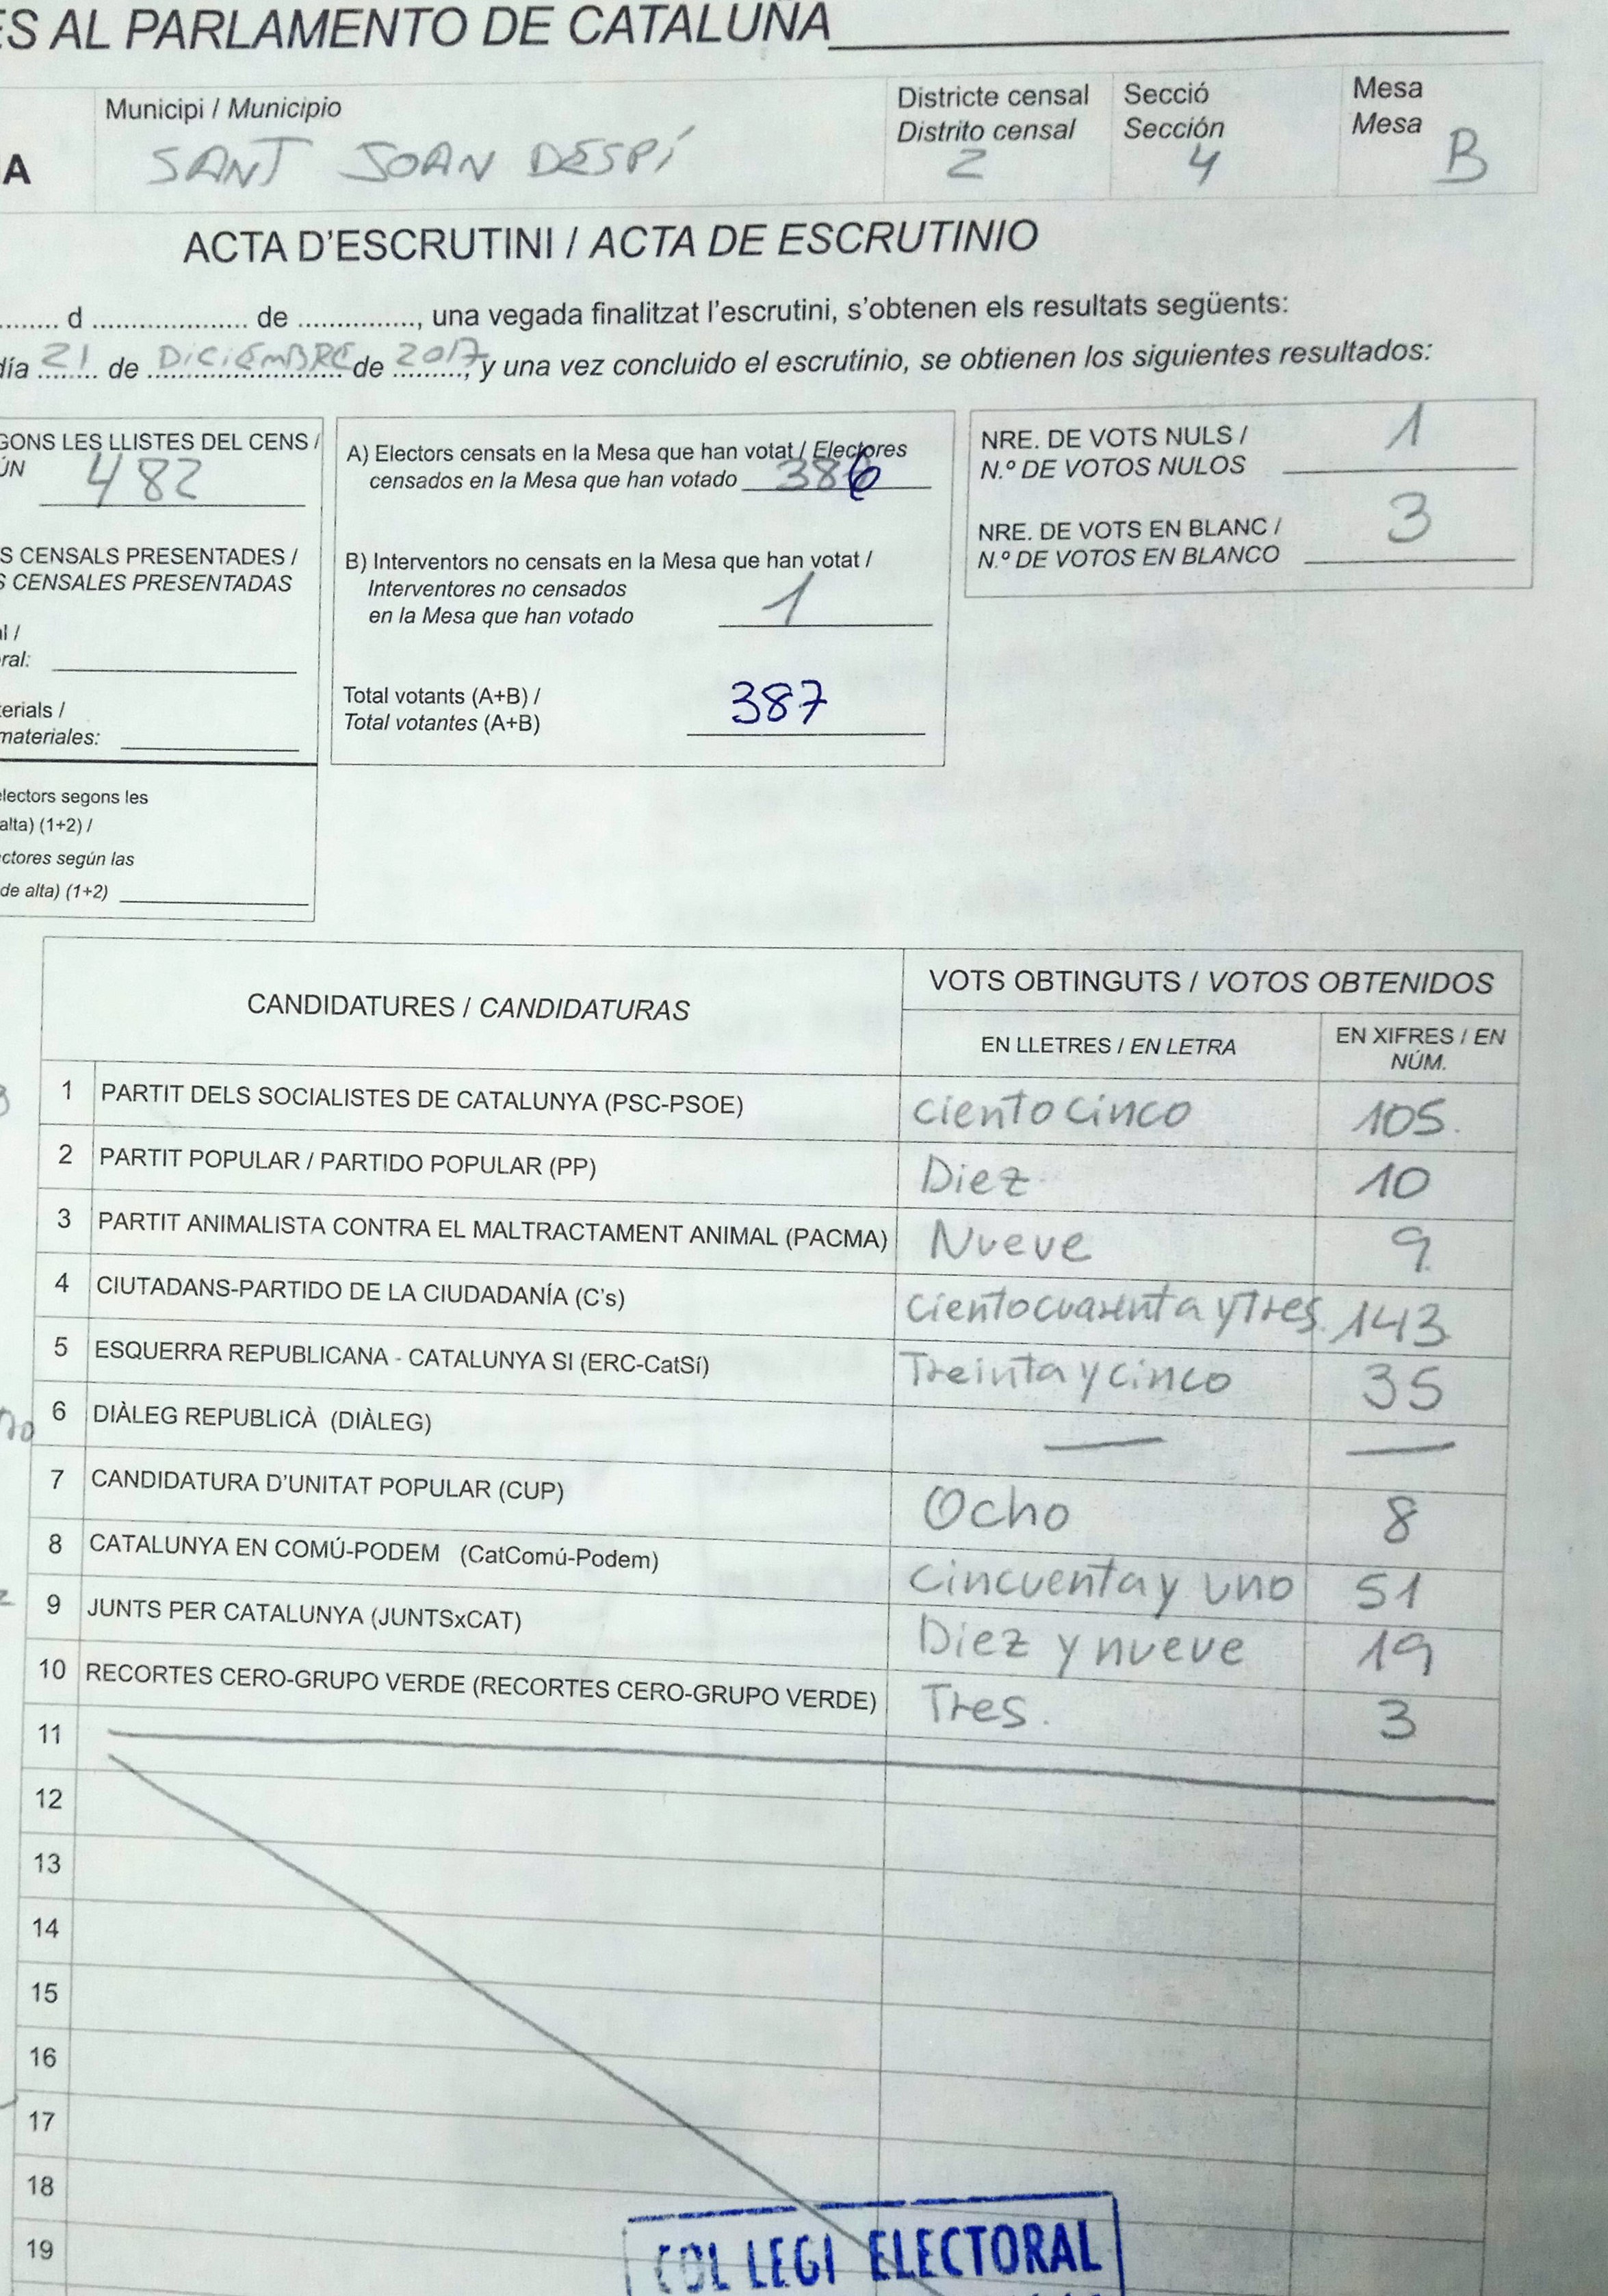 ES AL PARLAMENTO DE CATALUÑA
Municipi / Municipio
Districte censal
Distrito censal
Secció
Sección
Mesa
Mesa
A
SANT JOAN DESPÍ
2
4
B
ACTA D'ESCRUTINI / ACTA DE ESCRUTINIO
........ d .................... de ..............., una vegada finalitzat l'escrutini, s'obtenen els resultats següents:
día 21 de DICIEMBRE de 2017, y una vez concluido el escrutinio, se obtienen los siguientes resultados:
GONS LES LLISTES DEL CENS /
ÚN 482
S CENSALS PRESENTADES /
S CENSALES PRESENTADAS
al /
oral:
terials /
materiales:
electors segons les
alta) (1+2) /
ctores según las
de alta) (1+2)
A) Electors censats en la Mesa que han votat / Electores
censados en la Mesa que han votado 386
B) Interventors no censats en la Mesa que han votat /
Interventores no censados
en la Mesa que han votado 1
Total votants (A+B) /
Total votantes (A+B) 387
NRE. DE VOTS NULS /
N.º DE VOTOS NULOS 1
NRE. DE VOTS EN BLANC /
N.º DE VOTOS EN BLANCO 3
CANDIDATURES / CANDIDATURAS
VOTS OBTINGUTS / VOTOS OBTENIDOS
EN LLETRES / EN LETRA
EN XIFRES / EN
NÚM.
1 PARTIT DELS SOCIALISTES DE CATALUNYA (PSC-PSOE) ciento cinco 105.
2 PARTIT POPULAR / PARTIDO POPULAR (PP) Diez 10
3 PARTIT ANIMALISTA CONTRA EL MALTRACTAMENT ANIMAL (PACMA) Nueve 9
4 CIUTADANS-PARTIDO DE LA CIUDADANÍA (C's) Ciento cuarenta y tres. 143
5 ESQUERRA REPUBLICANA - CATALUNYA SI (ERC-CatSí) Treinta y cinco 35
6 DIÀLEG REPUBLICÀ (DIÀLEG) — —
7 CANDIDATURA D'UNITAT POPULAR (CUP) Ocho 8
8 CATALUNYA EN COMÚ-PODEM (CatComú-Podem) Cincuenta y uno 51
9 JUNTS PER CATALUNYA (JUNTSxCAT) Diez y nueve 19
10 RECORTES CERO-GRUPO VERDE (RECORTES CERO-GRUPO VERDE) Tres. 3
11
12
13
14
15
16
17
18
19
COL LEGI ELECTORAL